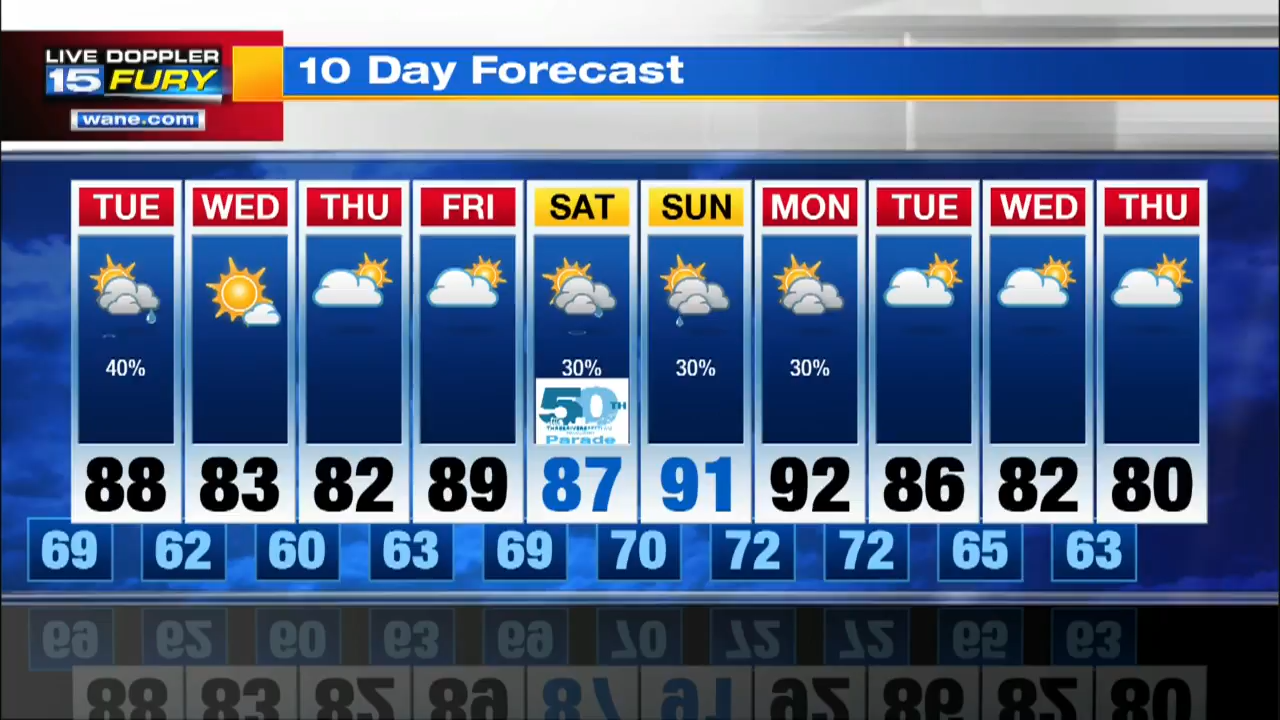 LIVE DOPPLER
15 FURY
wane.com
10 Day Forecast
TUE WED THU FRI SAT SUN MON TUE WED THU
40% 30% 30% 30%
50TH
Parade
88 83 82 89 87 91 92 86 82 80
69 62 60 63 69 70 72 72 65 63